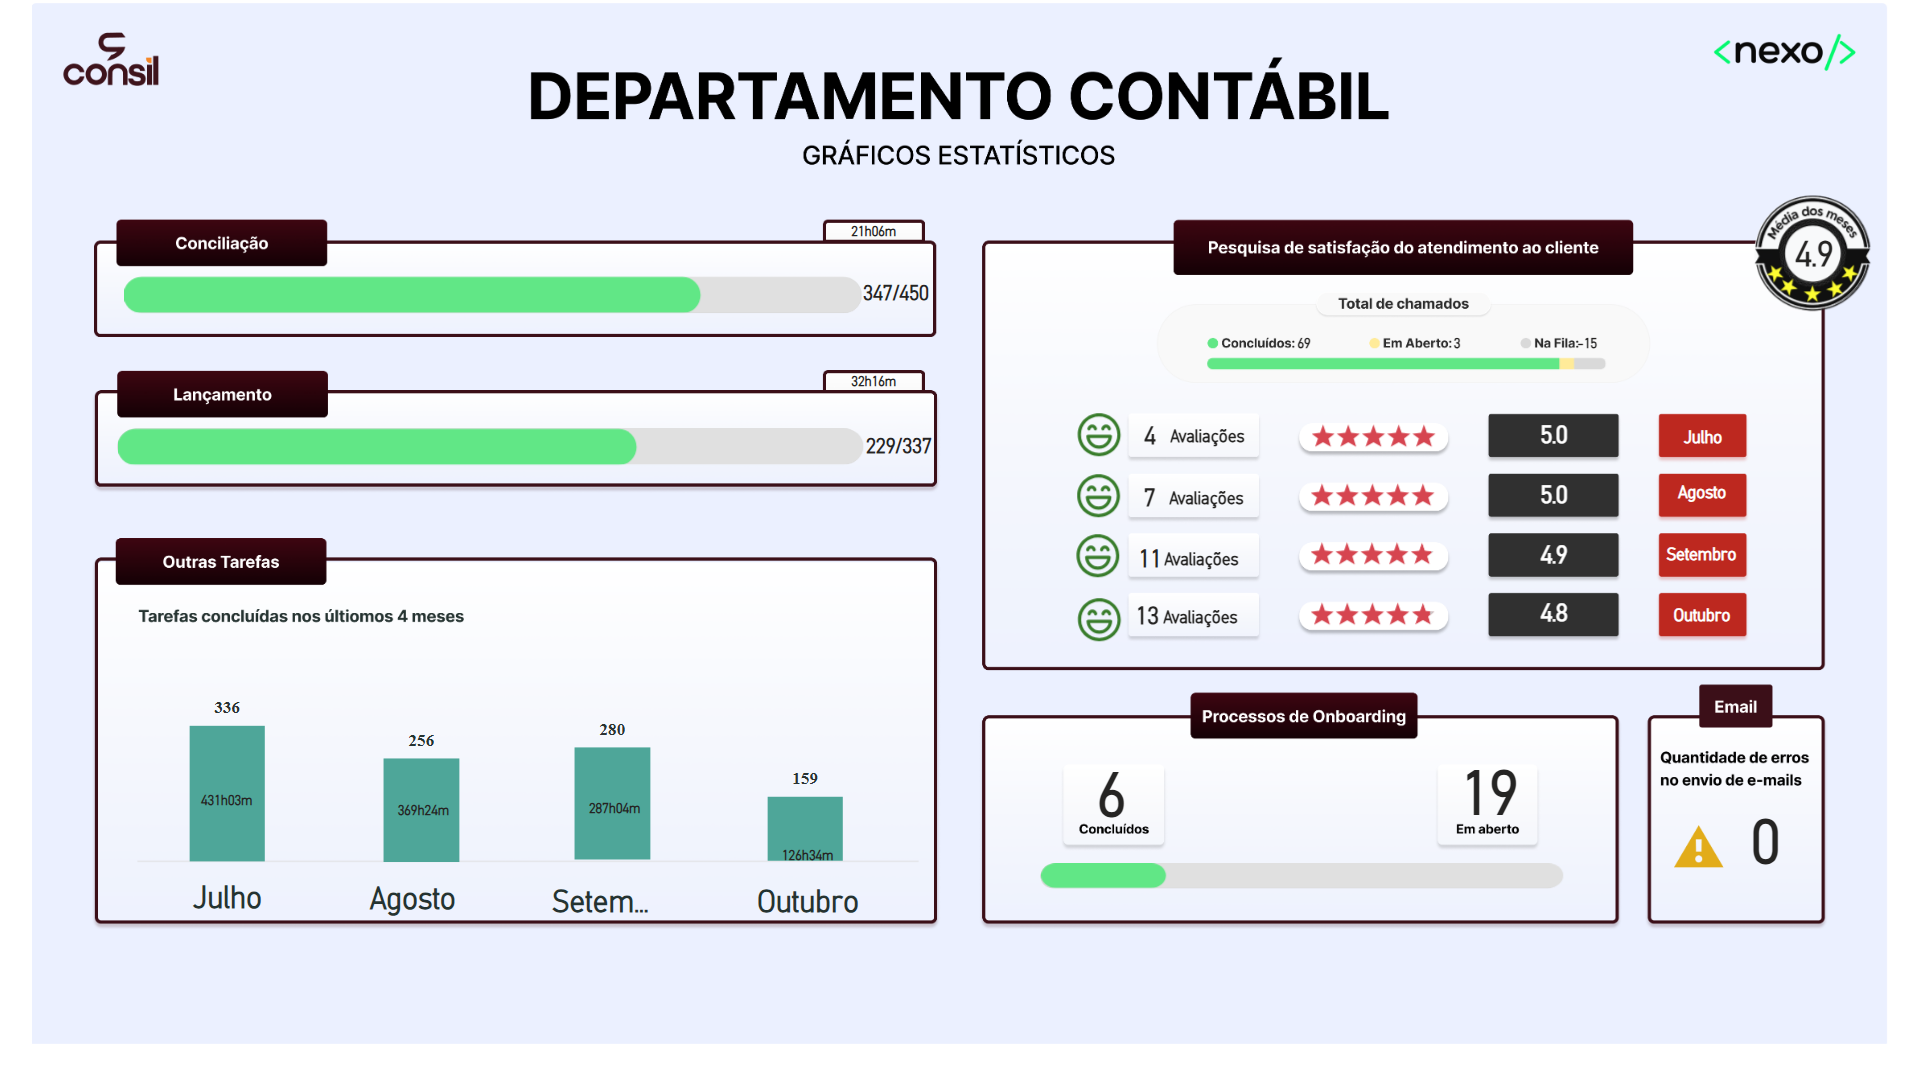 consil
<nexo/>
DEPARTAMENTO CONTÁBIL
GRÁFICOS ESTATÍSTICOS
Conciliação
21h06m
347/450
Lançamento
32h16m
229/337
Outras Tarefas
Tarefas concluídas nos últiomos 4 meses
336
256
280
159
431h03m
369h24m
287h04m
126h34m
Julho
Agosto
Setem...
Outubro
Pesquisa de satisfação do atendimento ao cliente
Média dos meses
4.9
Total de chamados
Concluídos: 69
Em Aberto: 3
Na Fila:-15
4 Avaliações
5.0
Julho
7 Avaliações
5.0
Agosto
11 Avaliações
4.9
Setembro
13 Avaliações
4.8
Outubro
Processos de Onboarding
6
Concluídos
19
Em aberto
Email
Quantidade de erros
no envio de e-mails
0